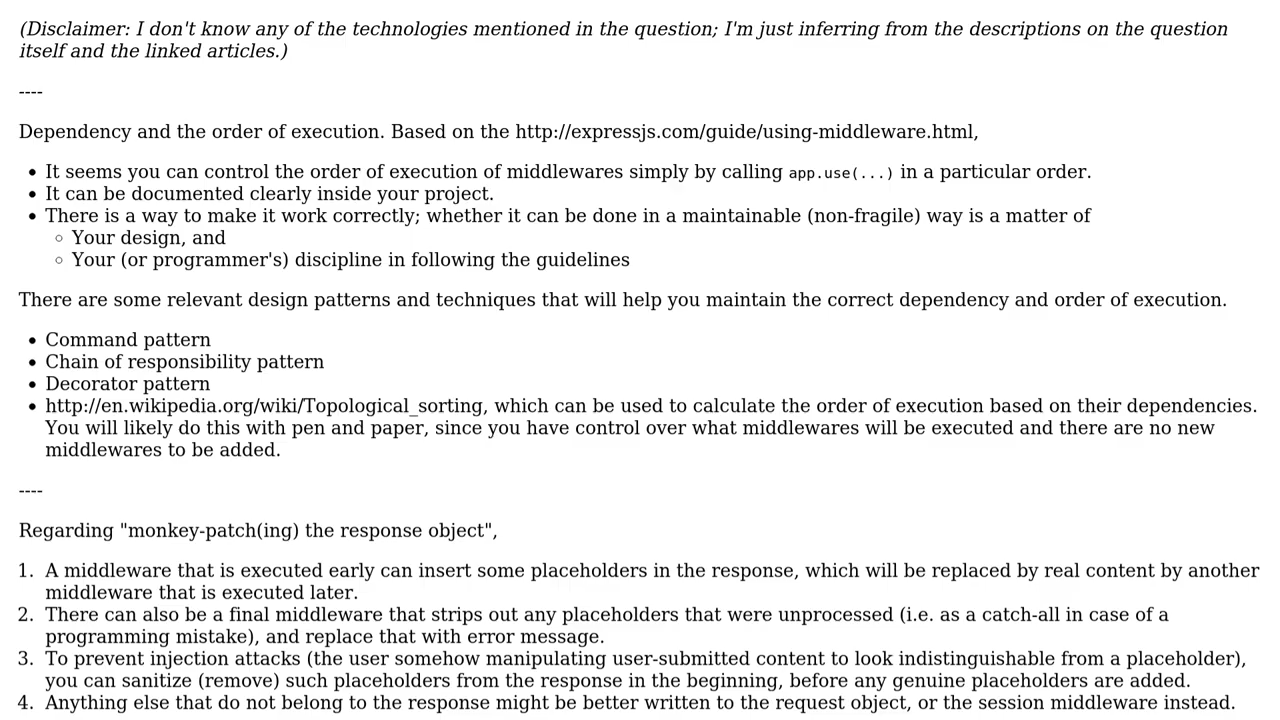 (Disclaimer: I don't know any of the technologies mentioned in the question; I'm just inferring from the descriptions on the question
itself and the linked articles.)
----
Dependency and the order of execution. Based on the http://expressjs.com/guide/using-middleware.html,
• It seems you can control the order of execution of middlewares simply by calling app.use(...) in a particular order.
• It can be documented clearly inside your project.
• There is a way to make it work correctly; whether it can be done in a maintainable (non-fragile) way is a matter of
◦ Your design, and
◦ Your (or programmer's) discipline in following the guidelines
There are some relevant design patterns and techniques that will help you maintain the correct dependency and order of execution.
• Command pattern
• Chain of responsibility pattern
• Decorator pattern
• http://en.wikipedia.org/wiki/Topological_sorting, which can be used to calculate the order of execution based on their dependencies.
You will likely do this with pen and paper, since you have control over what middlewares will be executed and there are no new
middlewares to be added.
----
Regarding "monkey-patch(ing) the response object",
1. A middleware that is executed early can insert some placeholders in the response, which will be replaced by real content by another
middleware that is executed later.
2. There can also be a final middleware that strips out any placeholders that were unprocessed (i.e. as a catch-all in case of a
programming mistake), and replace that with error message.
3. To prevent injection attacks (the user somehow manipulating user-submitted content to look indistinguishable from a placeholder),
you can sanitize (remove) such placeholders from the response in the beginning, before any genuine placeholders are added.
4. Anything else that do not belong to the response might be better written to the request object, or the session middleware instead.